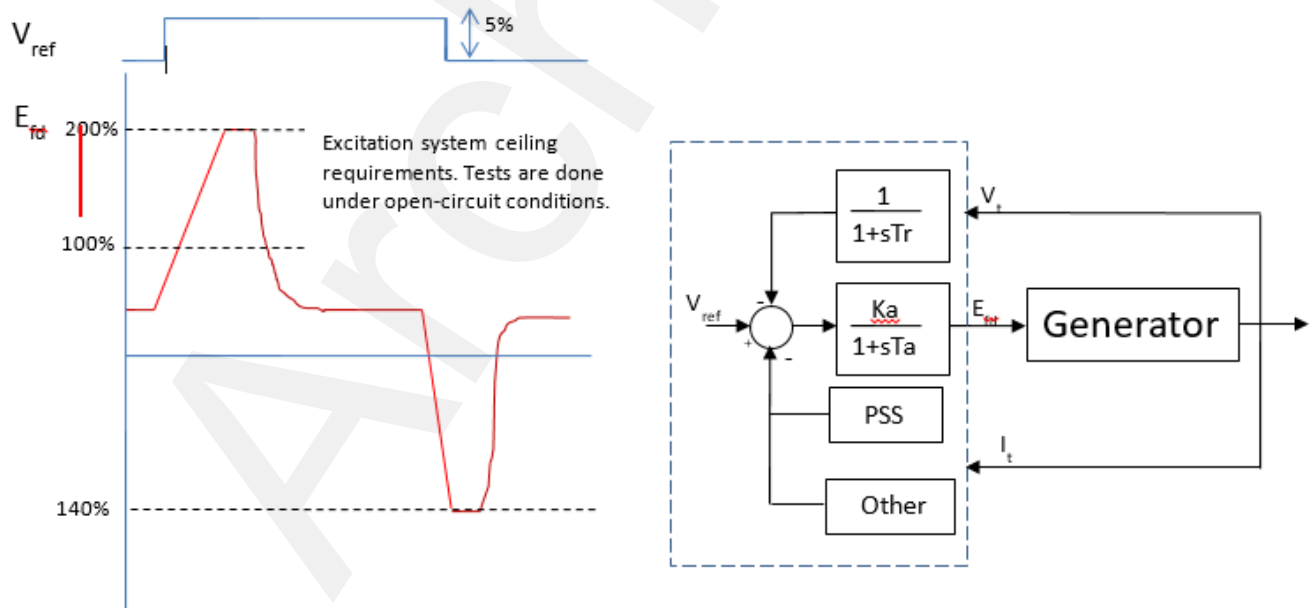 5%
V_ref
E_fd
200%
Excitation system ceiling
requirements. Tests are done
under open-circuit conditions.
100%
140%
1
1+sTr
V_t
V_ref
-
+
Ka
1+sTa
E_fd
Generator
-
PSS
I_t
Other
Arch